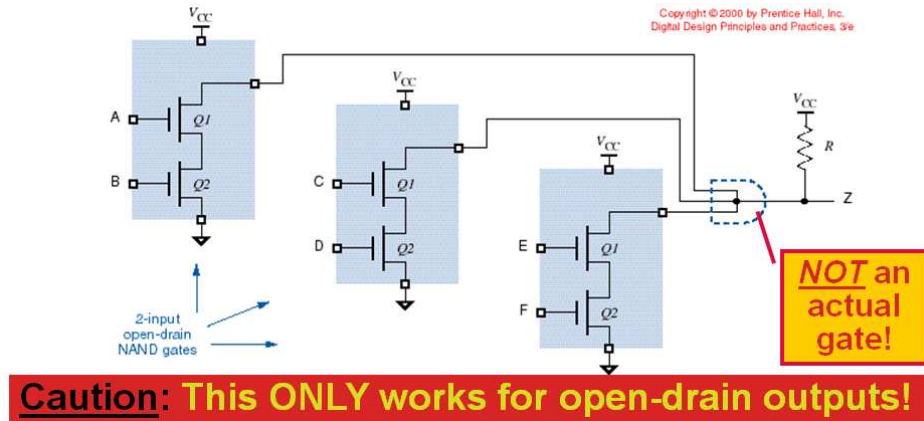 Copyright © 2000 by Prentice Hall, Inc.
Digital Design Principles and Practices, 3/e
VCC
A
Q1
B
Q2
VCC
C
Q1
D
Q2
VCC
E
Q1
F
Q2
VCC
R
Z
2-input
open-drain
NAND gates
NOT an
actual
gate!
Caution: This ONLY works for open-drain outputs!